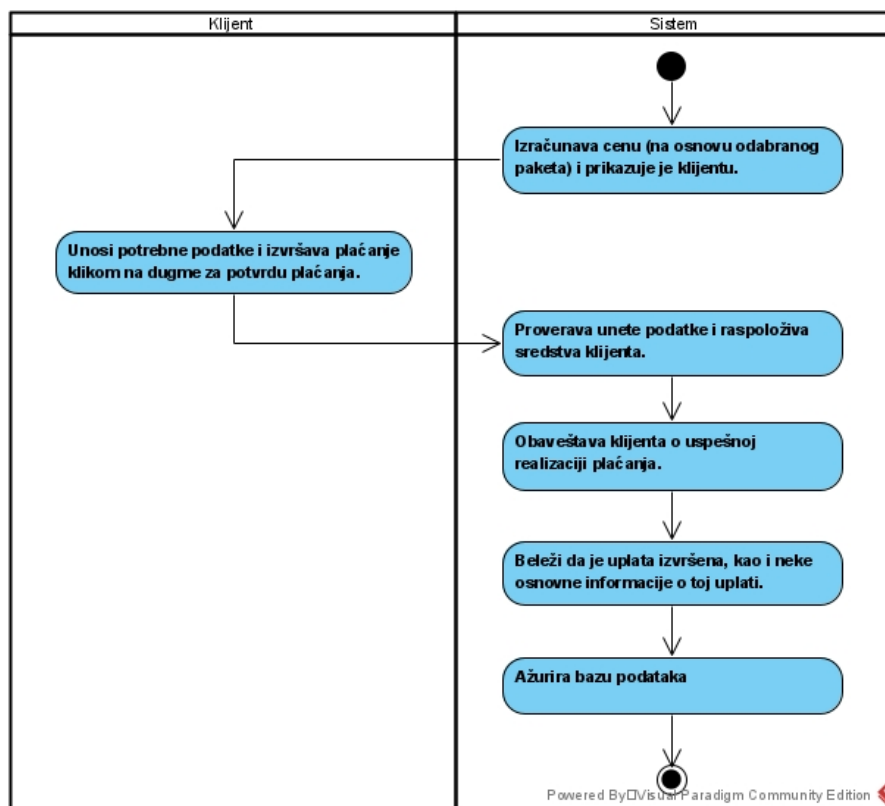 Klijent
Sistem
Izračunava cenu (na osnovu odabranog
paketa) i prikazuje je klijentu.
Unosi potrebne podatke i izvršava plaćanje
klikom na dugme za potvrdu plaćanja.
Proverava unete podatke i raspoloživa
sredstva klijenta.
Obaveštava klijenta o uspešnoj
realizaciji plaćanja.
Beleži da je uplata izvršena, kao i neke
osnovne informacije o toj uplati.
Ažurira bazu podataka
Powered By□Visual Paradigm Community Edition